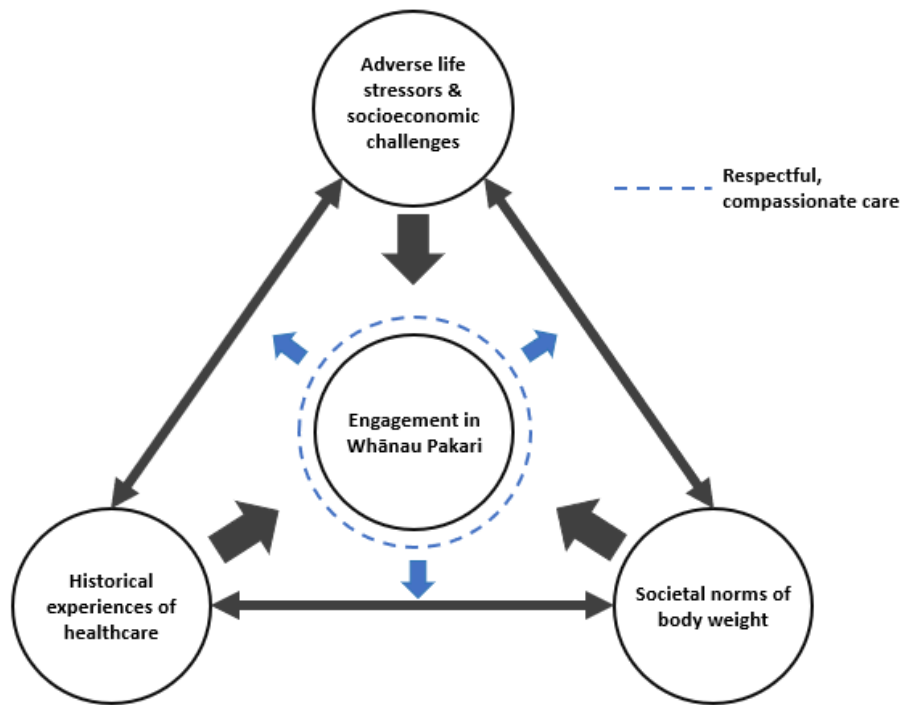 Adverse life
stressors &
socioeconomic
challenges
Respectful,
compassionate care
Engagement in
Whānau Pakari
Historical
experiences of
healthcare
Societal norms of
body weight